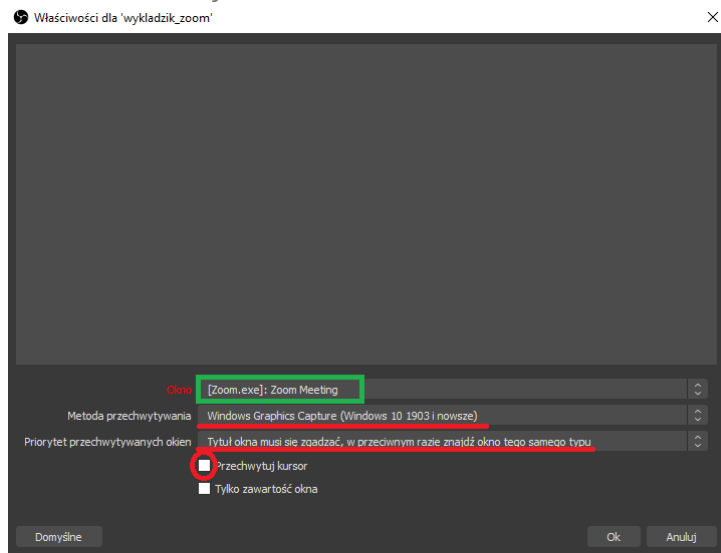 Właściwości dla 'wykladzik_zoom'
Okno [Zoom.exe]: Zoom Meeting
Metoda przechwytywania Windows Graphics Capture (Windows 10 1903 i nowsze)
Priorytet przechwytywanych okien Tytuł okna musi się zgadzać, w przeciwnym razie znajdź okno tego samego typu
Przechwytuj kursor
Tylko zawartość okna
Domyślne Ok Anuluj